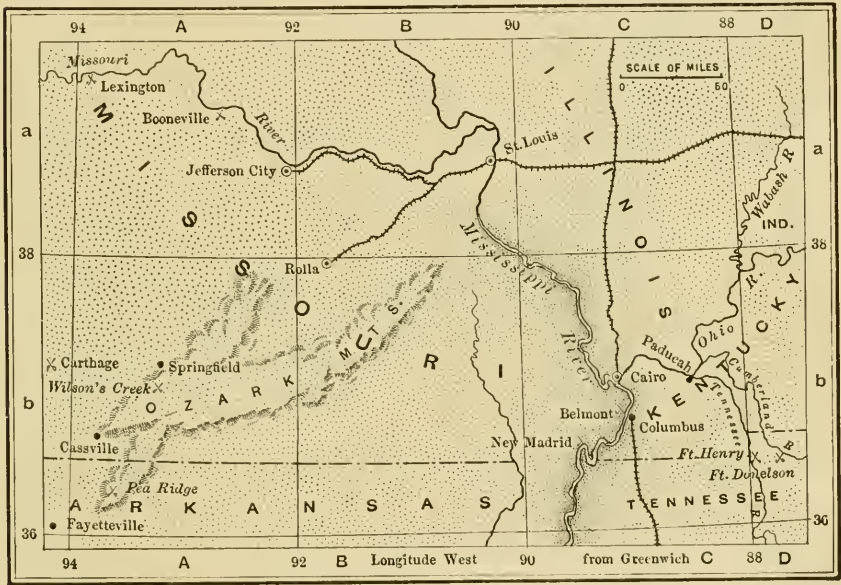 94 A 92 B 90 C 88 D
Missouri
SCALE OF MILES
0 50
Lexington
Booneville
River
ILLINOIS
a
St. Louis
a
Jefferson City
Wabash R
IND.
MISSOURI
38
38
Mississippi
Rolla
R.
Ohio
KENTUCKY
OZARK MTS.
River
Paducah
Carthage
Springfield
Cairo
Cumberland
Wilson's Creek
Tennessee
b
b
Belmont
Columbus
R
Cassville
New Madrid
Ft. Henry
Ft. Donelson
Pea Ridge
ARKANSAS
TENNESSEE
R
Fayetteville
36
36
94 A 92 B Longitude West 90 from Greenwich C 88 D